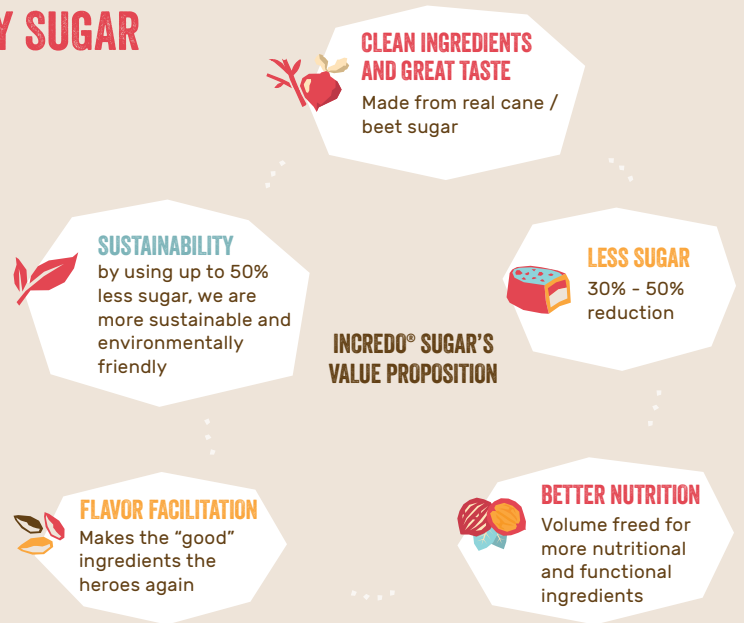 Y SUGAR
CLEAN INGREDIENTS
AND GREAT TASTE
Made from real cane /
beet sugar
SUSTAINABILITY
by using up to 50%
less sugar, we are
more sustainable and
environmentally
friendly
LESS SUGAR
30% - 50%
reduction
INCREDO® SUGAR'S
VALUE PROPOSITION
FLAVOR FACILITATION
Makes the “good”
ingredients the
heroes again
BETTER NUTRITION
Volume freed for
more nutritional
and functional
ingredients